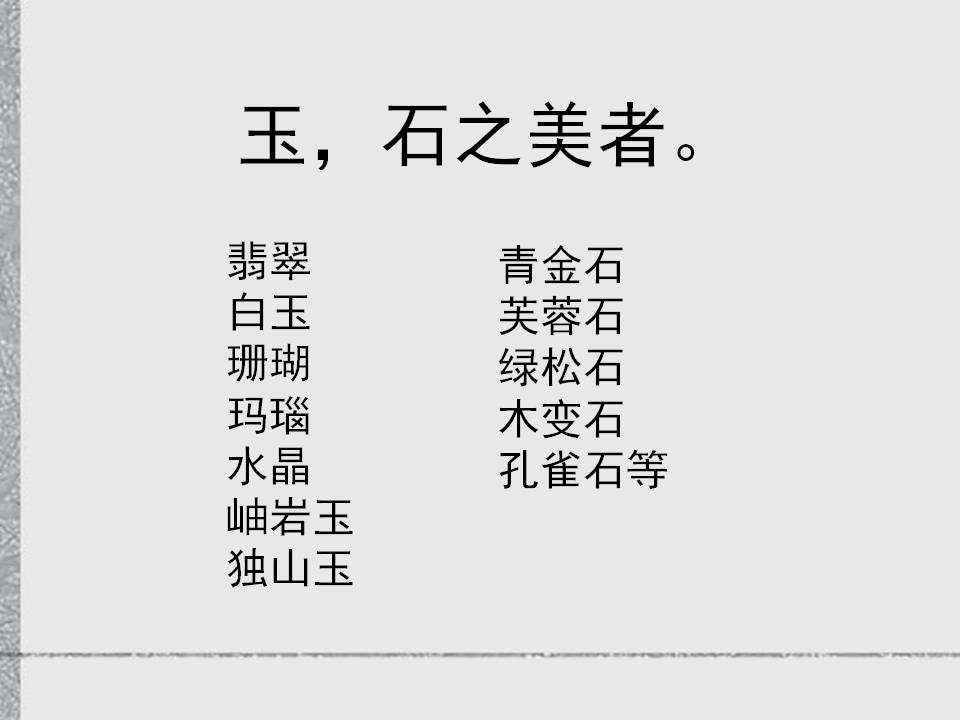 玉，石之美者。
翡翠
白玉
珊瑚
玛瑙
水晶
岫岩玉
独山玉
青金石
芙蓉石
绿松石
木变石
孔雀石等